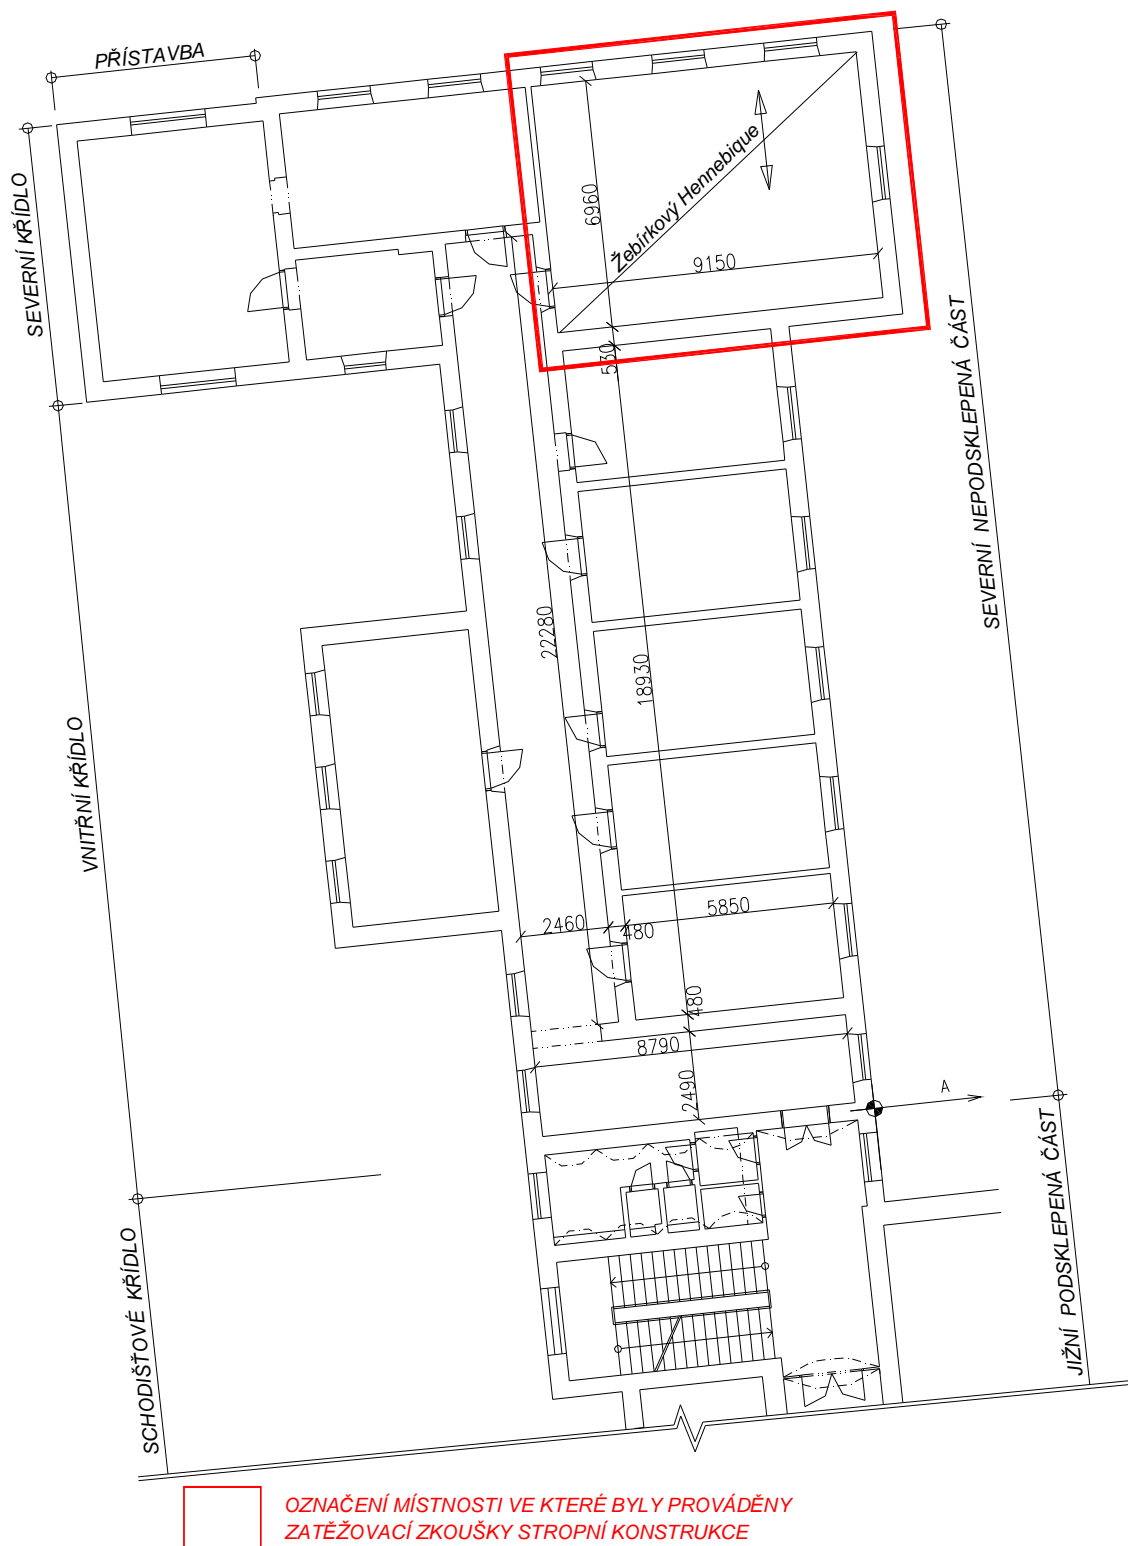 PŘÍSTAVBA
SEVERNÍ KŘÍDLO
Žebírkový Hennebique
6960
9150
530
SEVERNÍ NEPODSKLEPENÁ ČÁST
22280
18930
VNITŘNÍ KŘÍDLO
2460
480
5850
480
8790
2490
A
JIŽNÍ PODSKLEPENÁ ČÁST
SCHODIŠŤOVÉ KŘÍDLO
OZNAČENÍ MÍSTNOSTI VE KTERÉ BYLY PROVÁDĚNY
ZATĚŽOVACÍ ZKOUŠKY STROPNÍ KONSTRUKCE